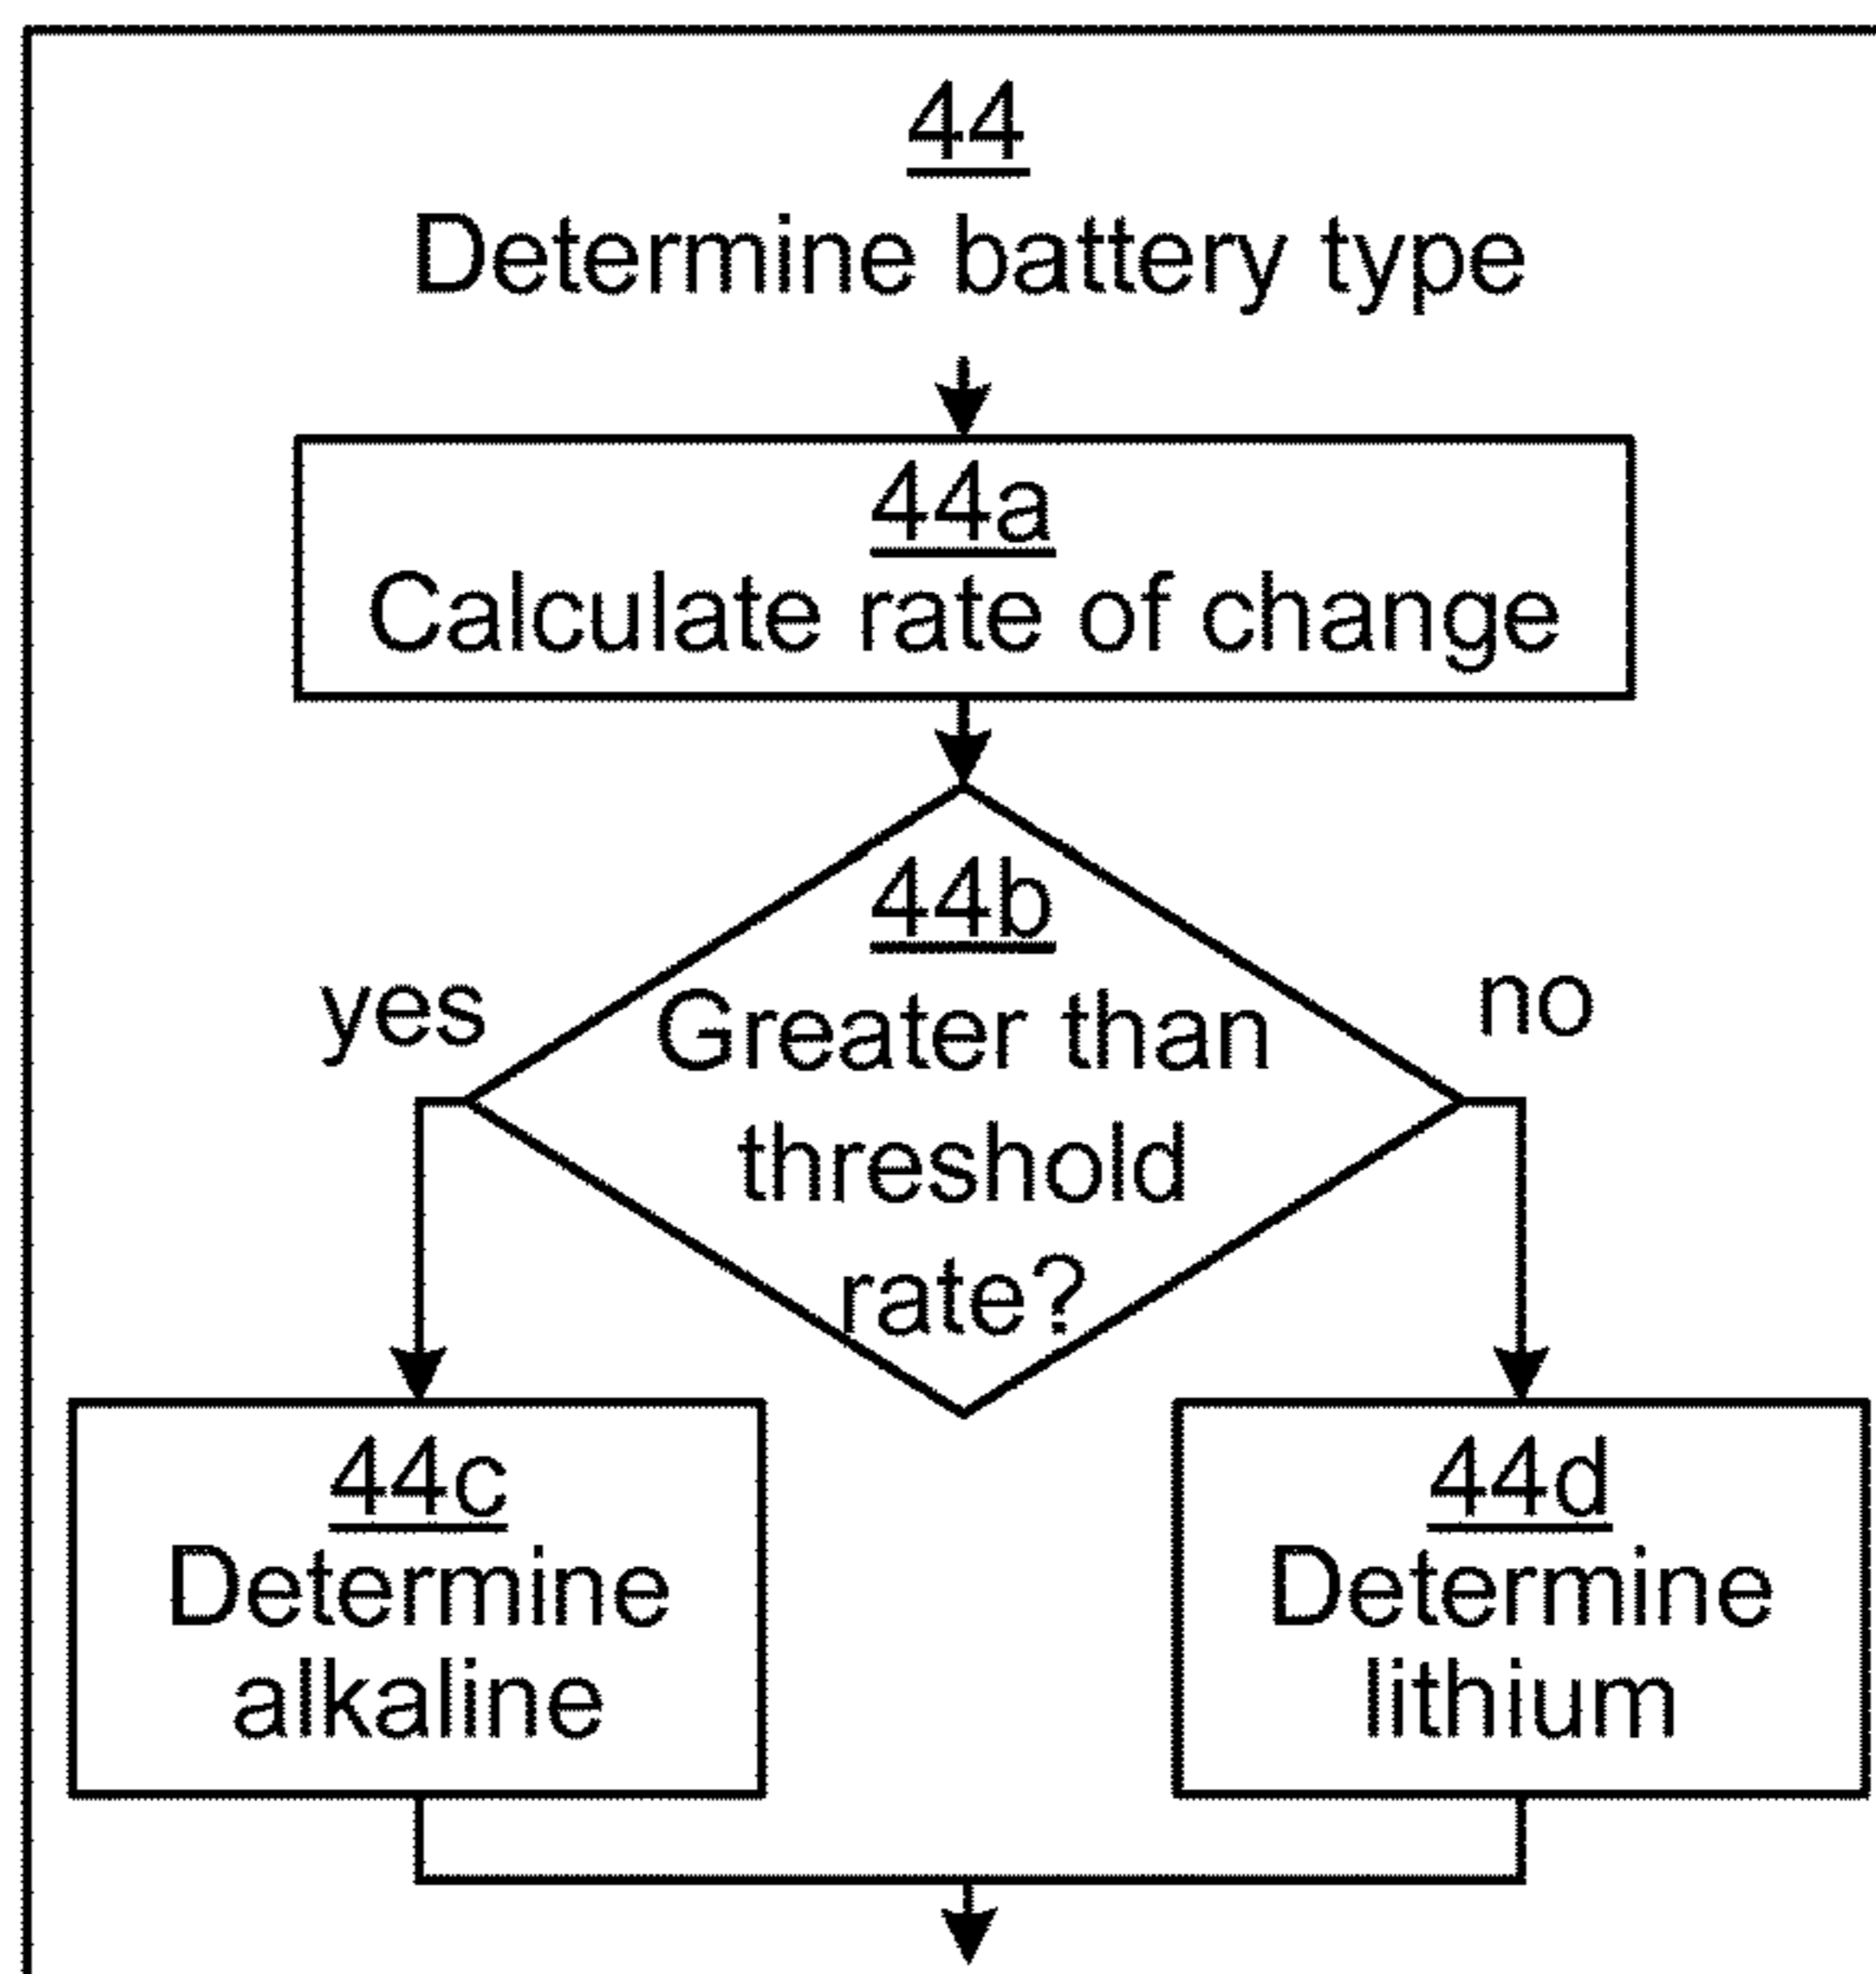 44
Determine battery type
44a
Calculate rate of change
44b
Greater than
threshold
rate?
yes
no
44c
Determine
alkaline
44d
Determine
lithium